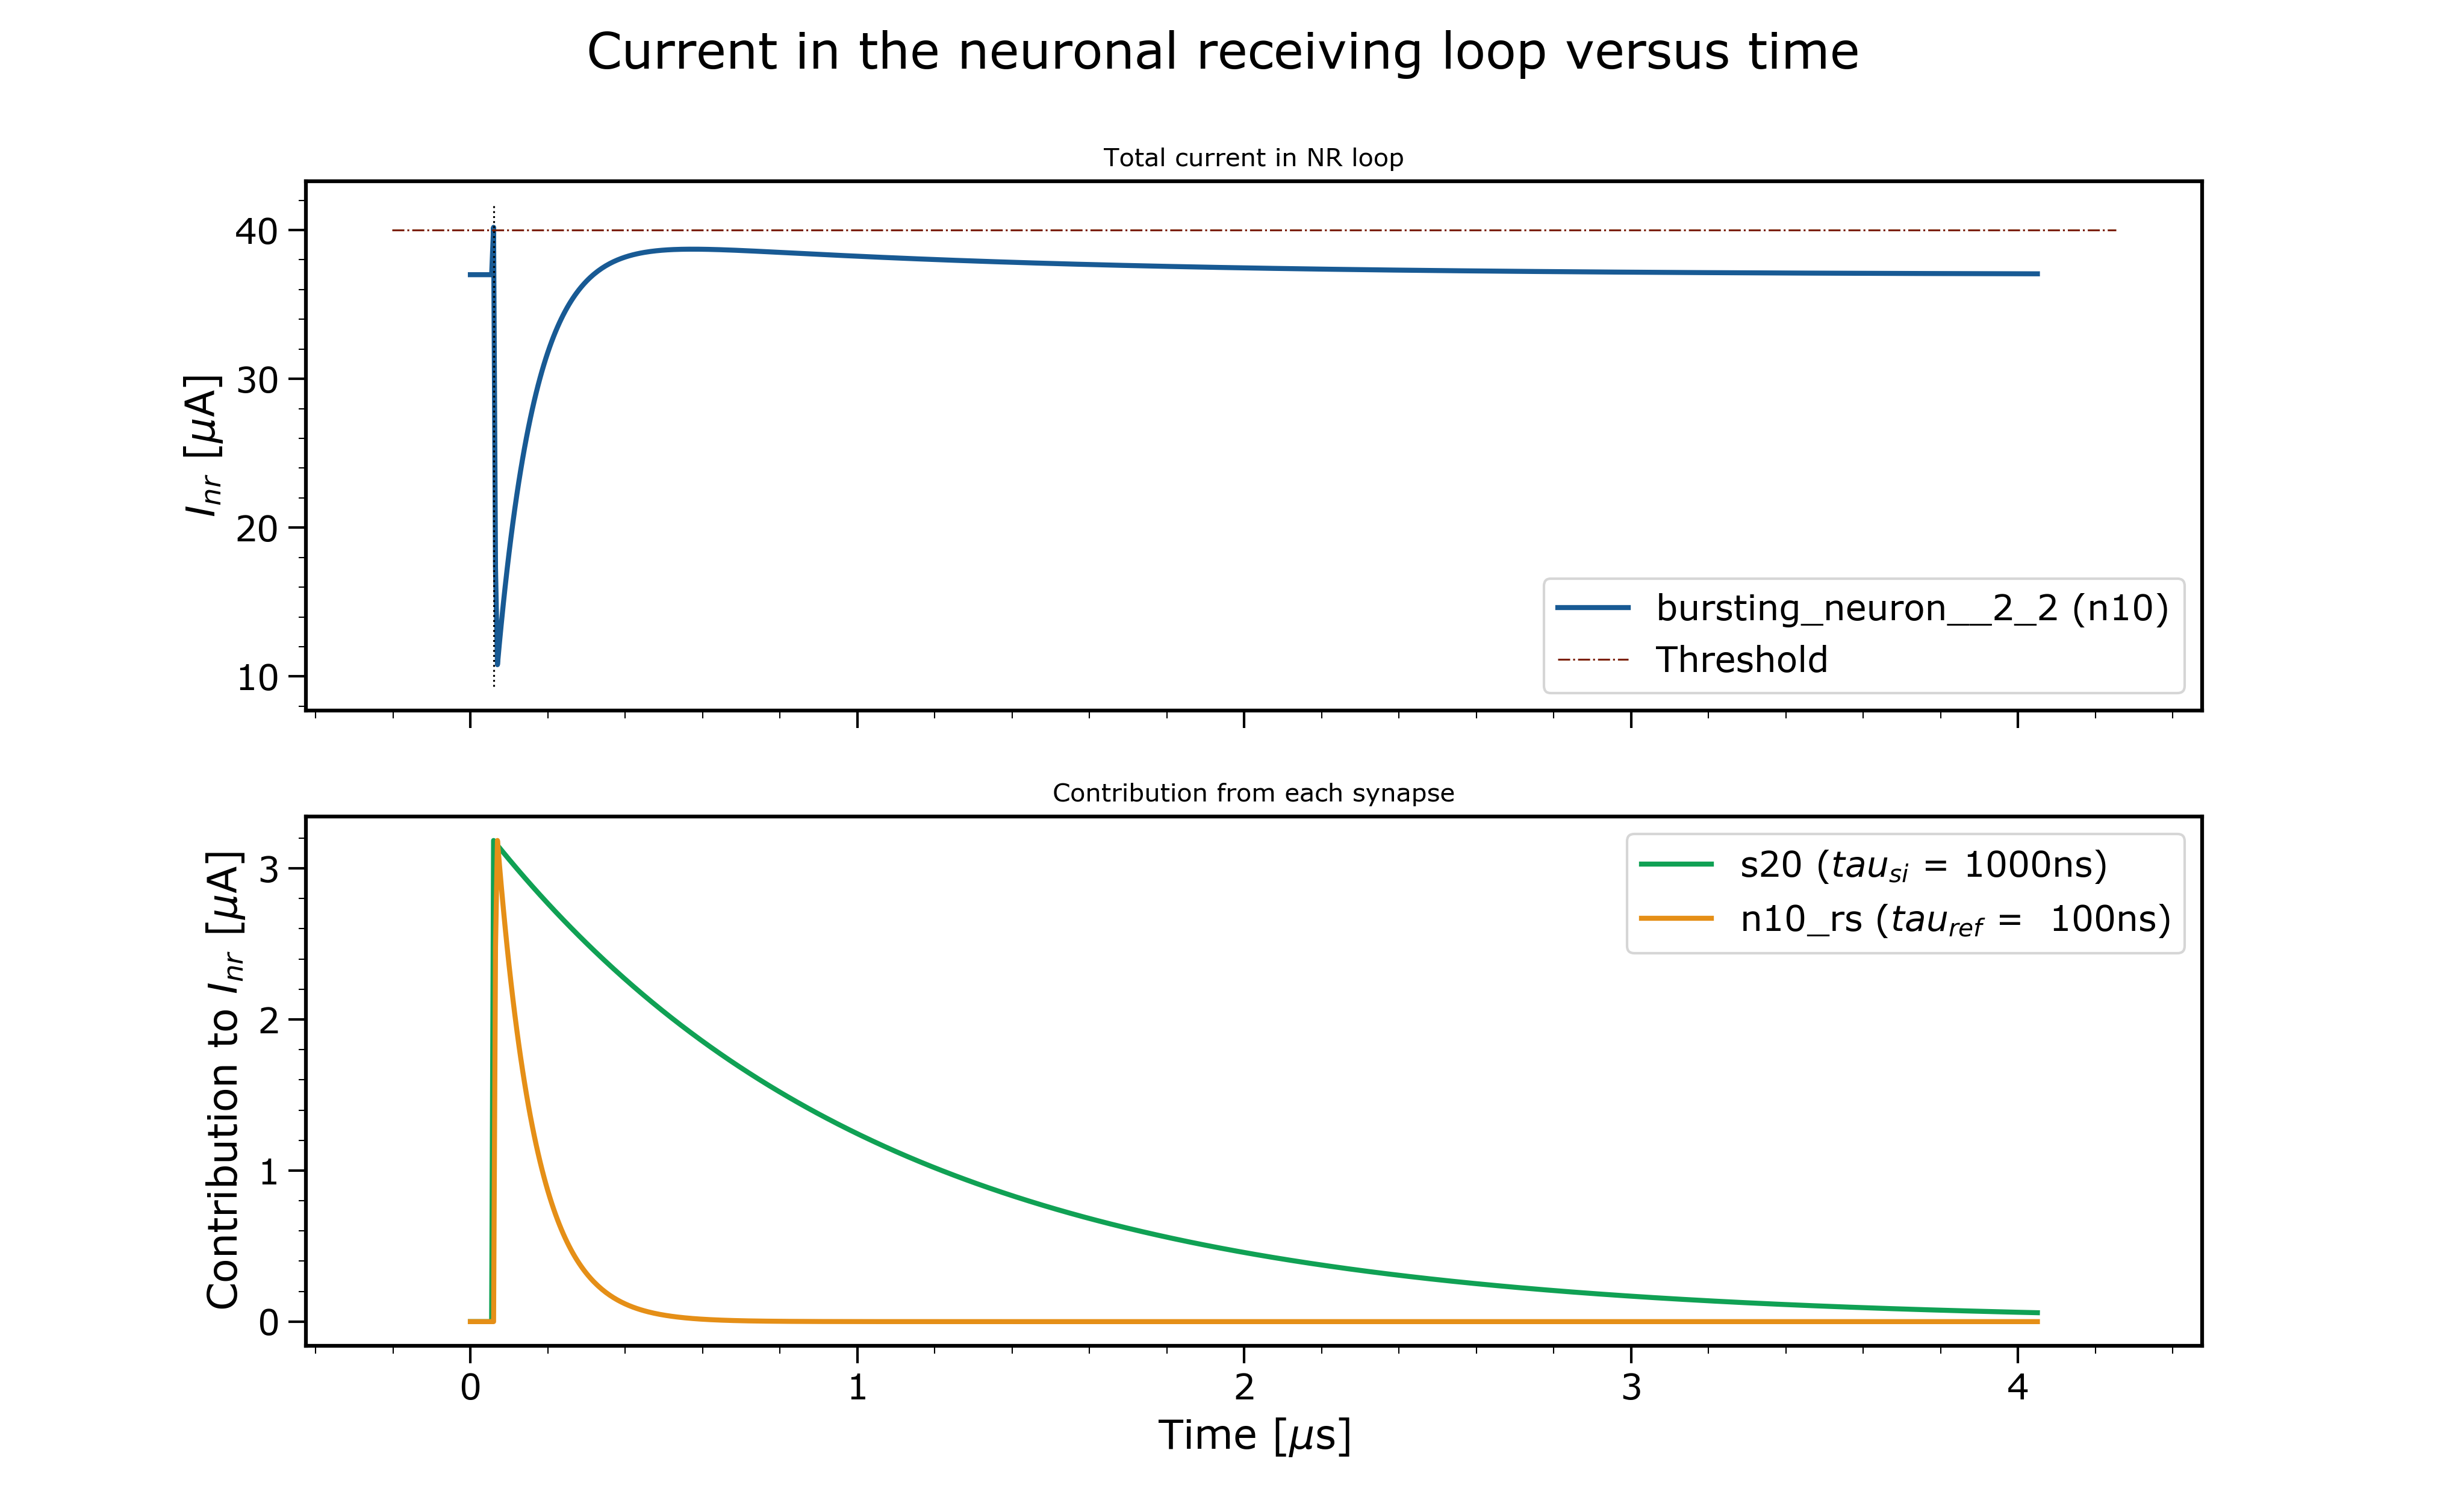 Current in the neuronal receiving loop versus time
Total current in NR loop
40
30
20
10
I_nr [μA]
bursting_neuron__2_2 (n10)
Threshold
Contribution from each synapse
3
2
1
0
Contribution to I_nr [μA]
s20 (tau_si = 1000ns)
n10_rs (tau_ref =  100ns)
0 1 2 3 4
Time [μs]